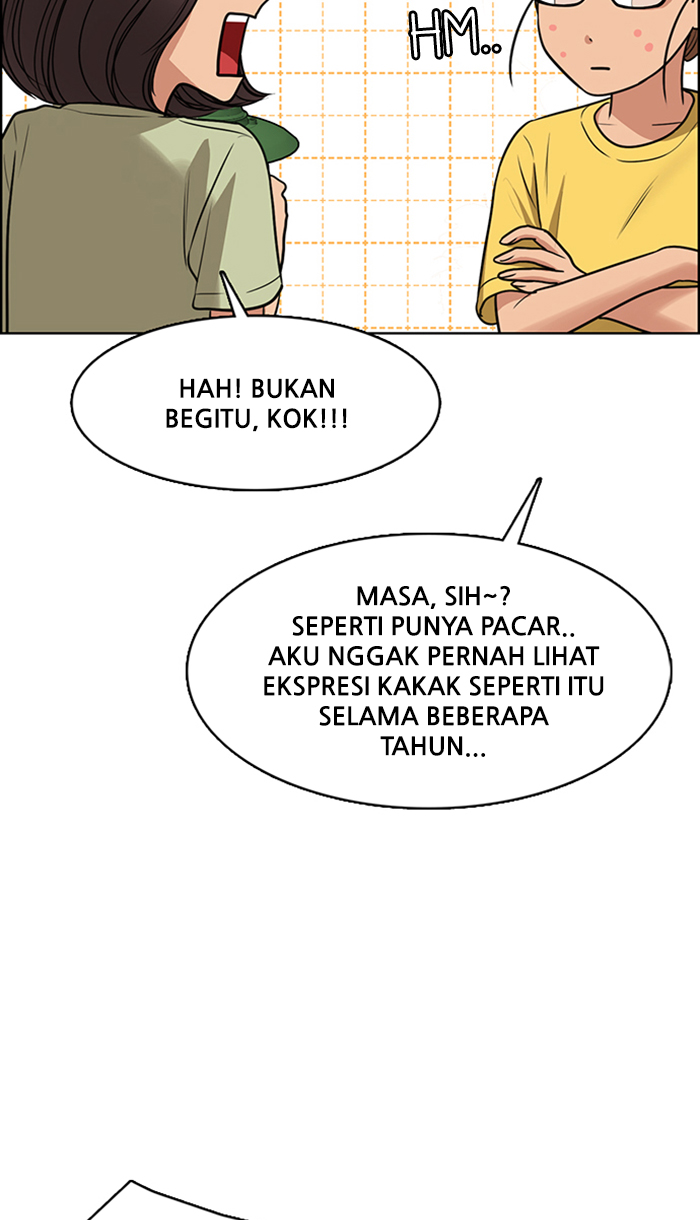 HM..
HAH! BUKAN
BEGITU, KOK!!!
MASA, SIH~?
SEPERTI PUNYA PACAR..
AKU NGGAK PERNAH LIHAT
EKSPRESI KAKAK SEPERTI ITU
SELAMA BEBERAPA
TAHUN...